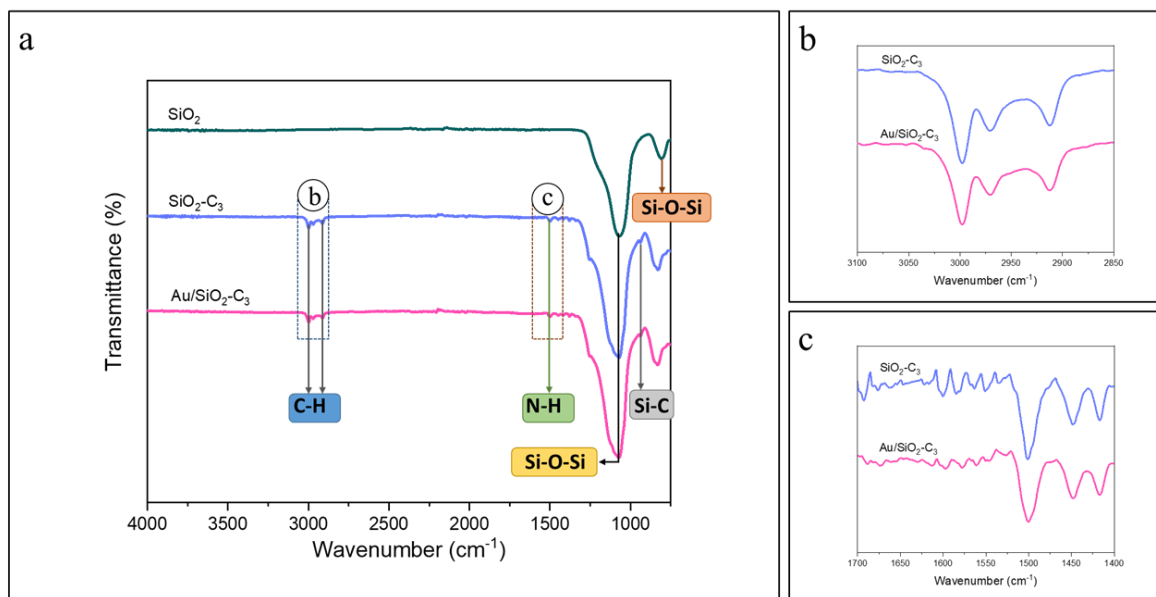 a
SiO₂
b
c
Si-O-Si
SiO₂-C₃
Au/SiO₂-C₃
C-H
N-H
Si-C
Si-O-Si
Transmittance (%)
4000 3500 3000 2500 2000 1500 1000
Wavenumber (cm⁻¹)
b
SiO₂-C₃
Au/SiO₂-C₃
3100 3050 3000 2950 2900 2850
Wavenumber (cm⁻¹)
c
SiO₂-C₃
Au/SiO₂-C₃
1700 1650 1600 1550 1500 1450 1400
Wavenumber (cm⁻¹)